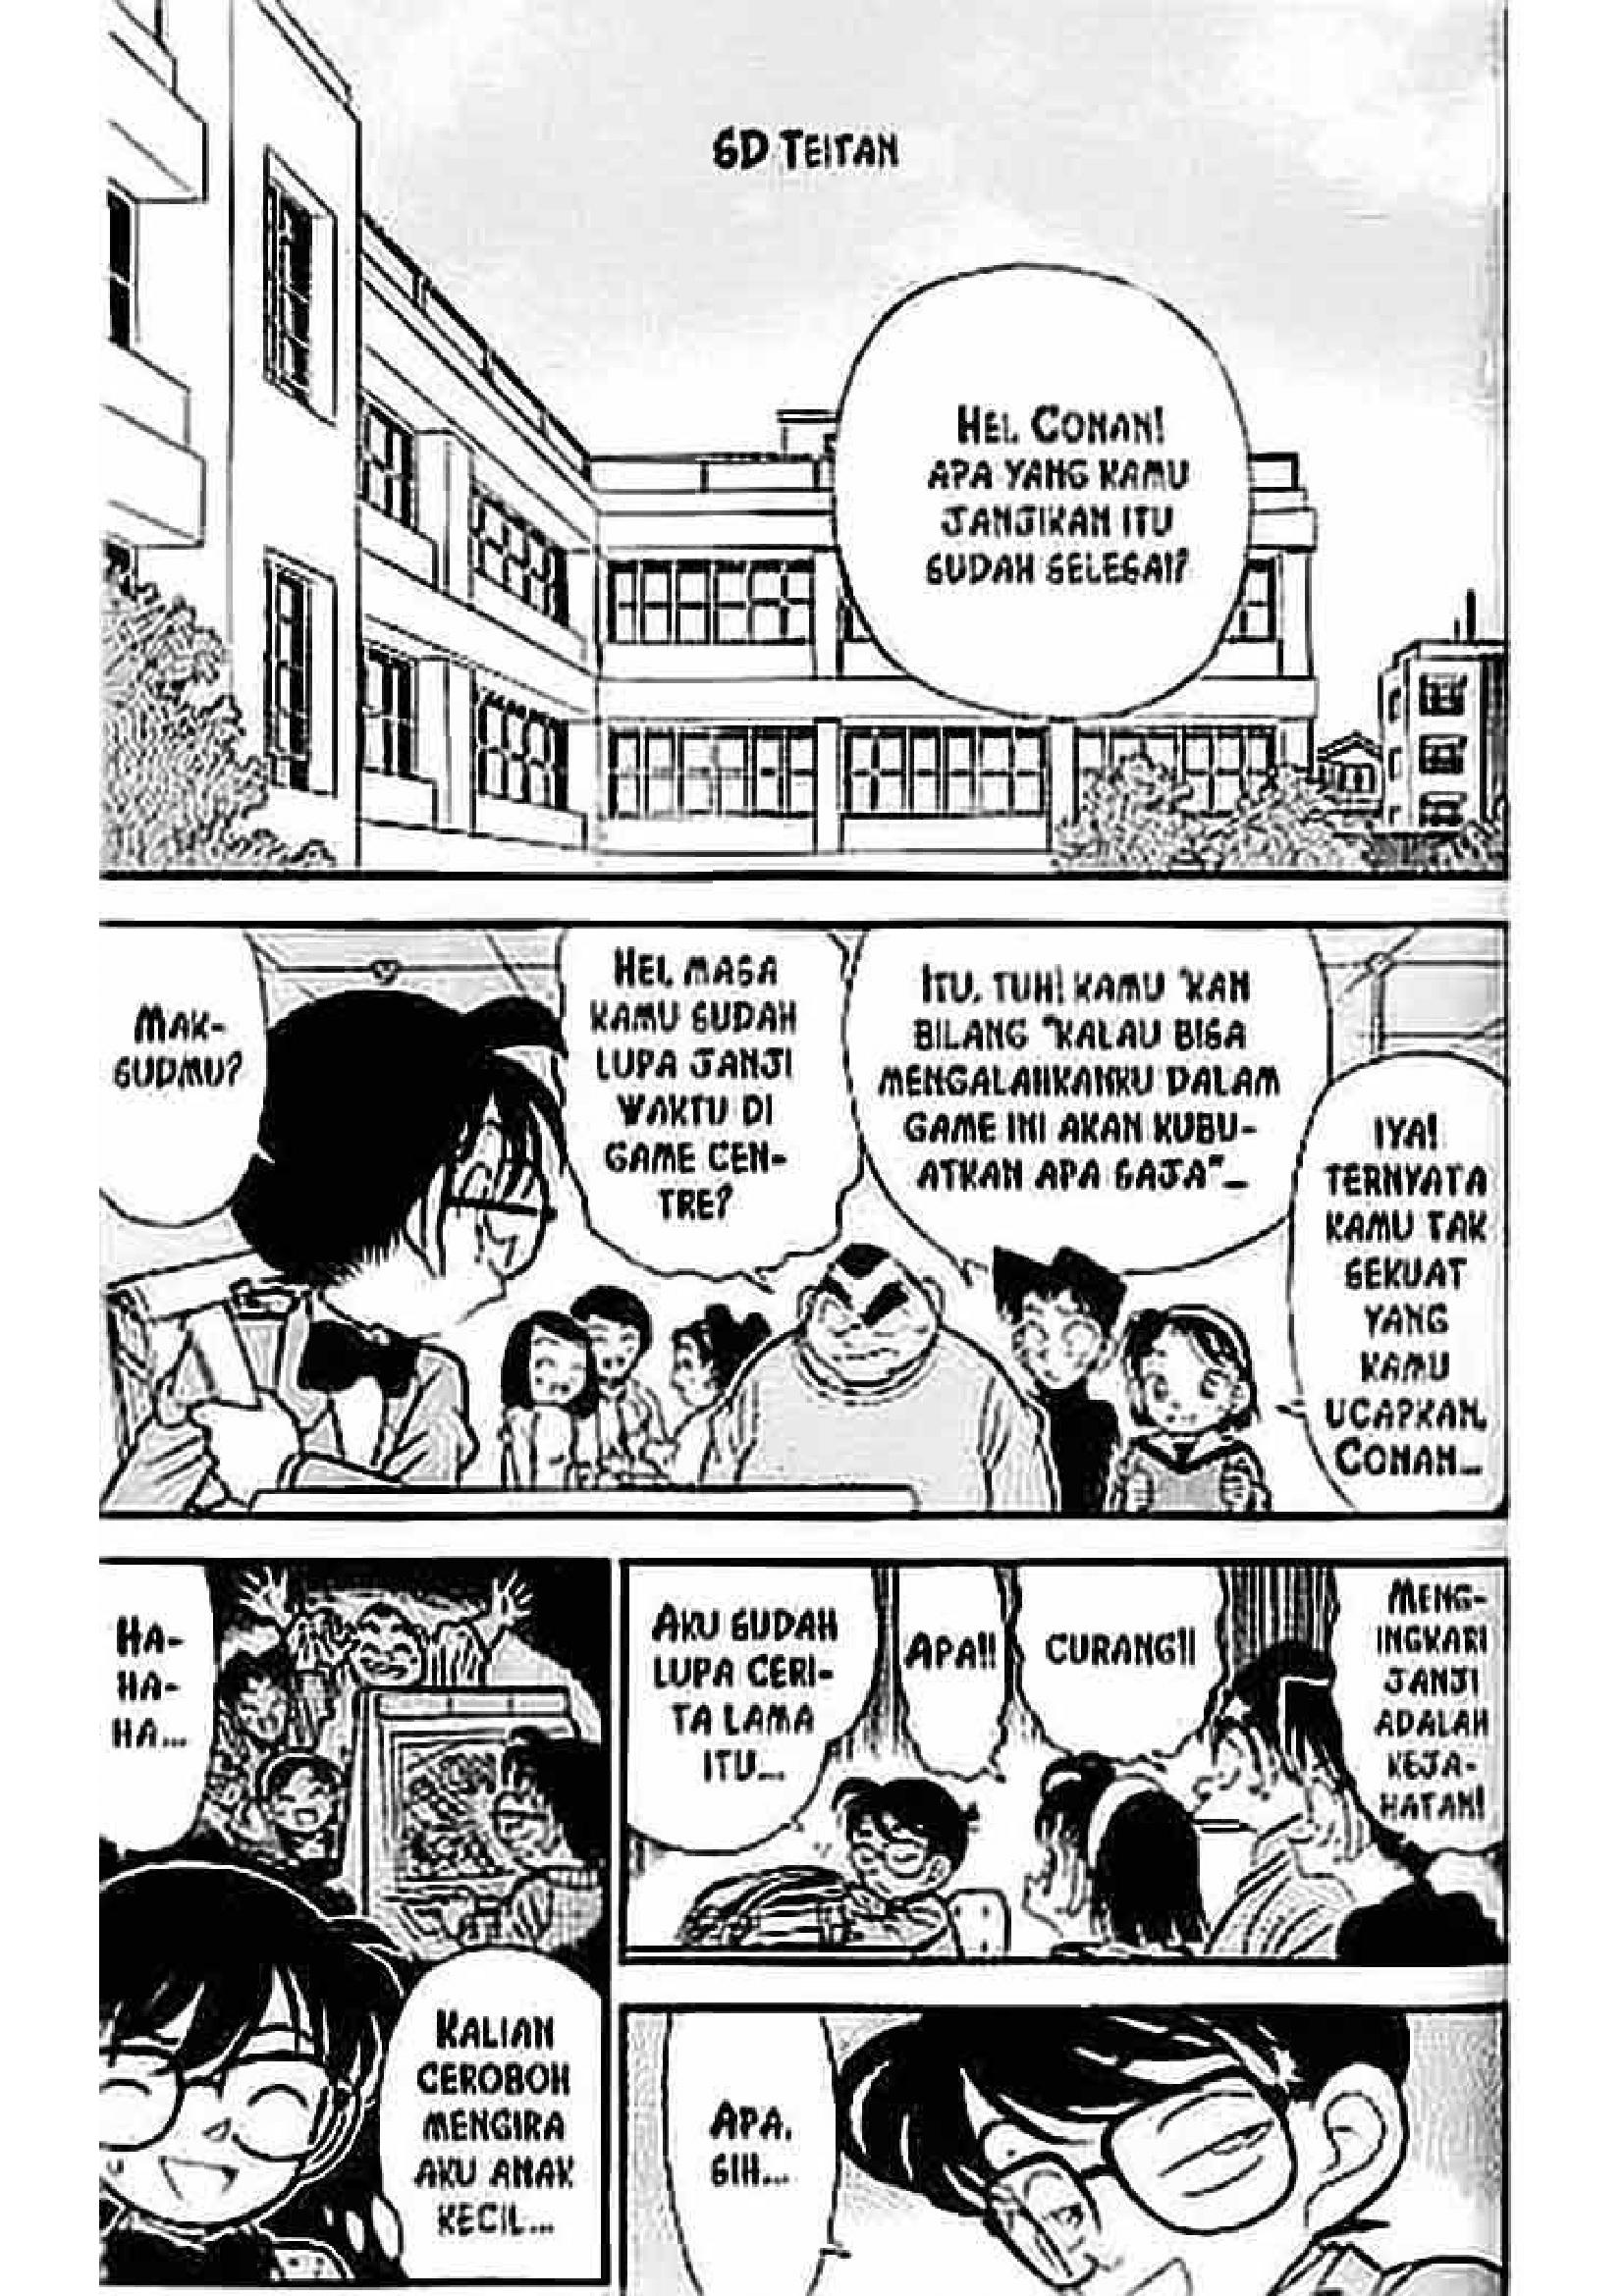 SD TEITAN
HEI, CONAN!
APA YANG KAMU
JANJIKAN ITU
SUDAH SELESAI?
ITU, TUH! KAMU 'KAN
BILANG "KALAU BISA
MENGALAHKANKU DALAM
GAME INI AKAN KUBU-
ATKAN APA SAJA"...
IYA!
TERNYATA
KAMU TAK
SEKUAT
YANG
KAMU
UCAPKAN,
CONAN...
HEI, MASA
KAMU SUDAH
LUPA JANJI
WAKTU DI
GAME CEN-
TRE?
MAK-
SUDMU?
MENG-
INGKARI
JANJI
ADALAH
KEJA-
HATAN!
CURANG!!
APA!!
AKU SUDAH
LUPA CERI-
TA LAMA
ITU...
HA-
HA-
HA...
KALIAN
CEROBOH
MENGIRA
AKU ANAK
KECIL...
APA,
SIH...